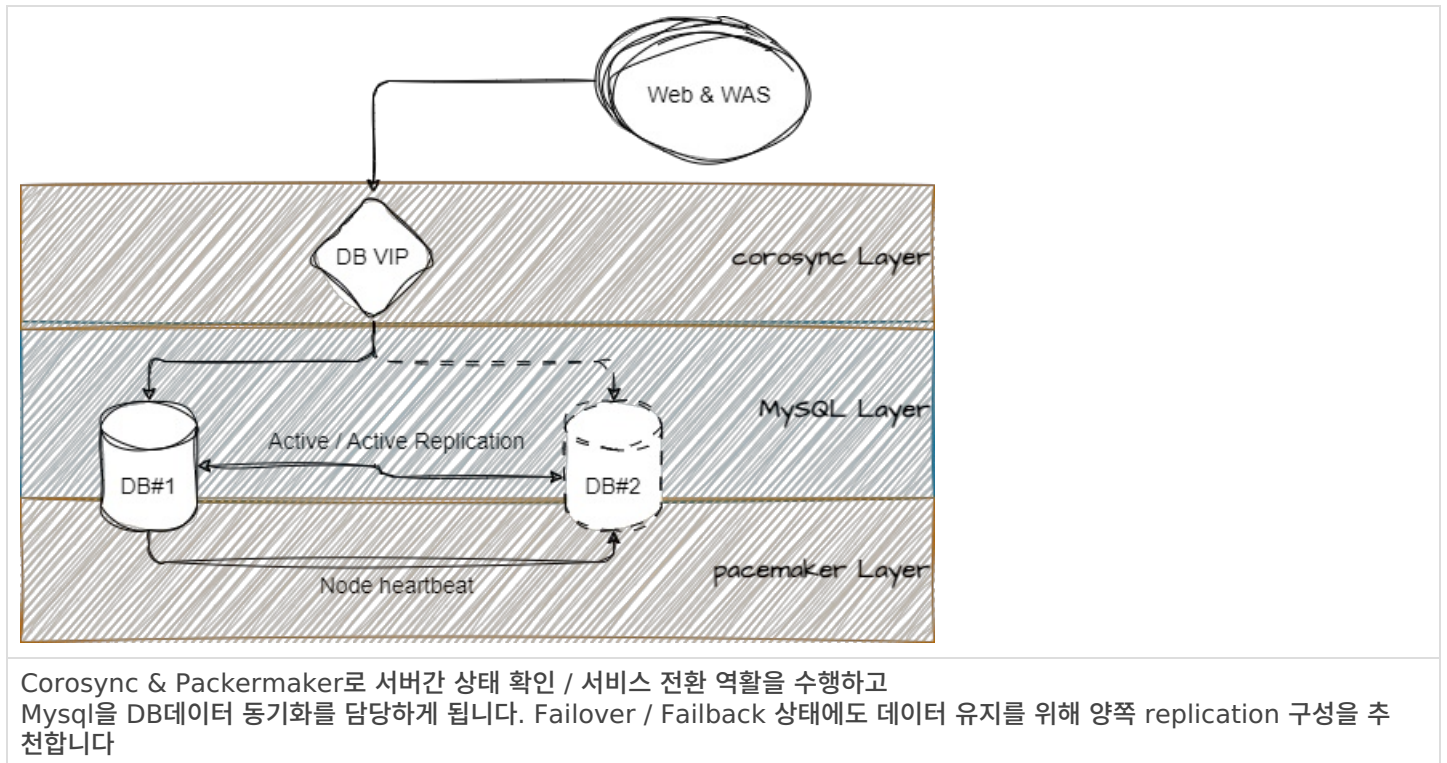 Web & WAS
DB VIP
corosync Layer
MySQL Layer
Active / Active Replication
DB#1
DB#2
pacemaker Layer
Node heartbeat
Corosync & Packermaker로 서버간 상태 확인 / 서비스 전환 역활을 수행하고
Mysql을 DB데이터 동기화를 담당하게 됩니다. Failover / Failback 상태에도 데이터 유지를 위해 양쪽 replication 구성을 추
천합니다